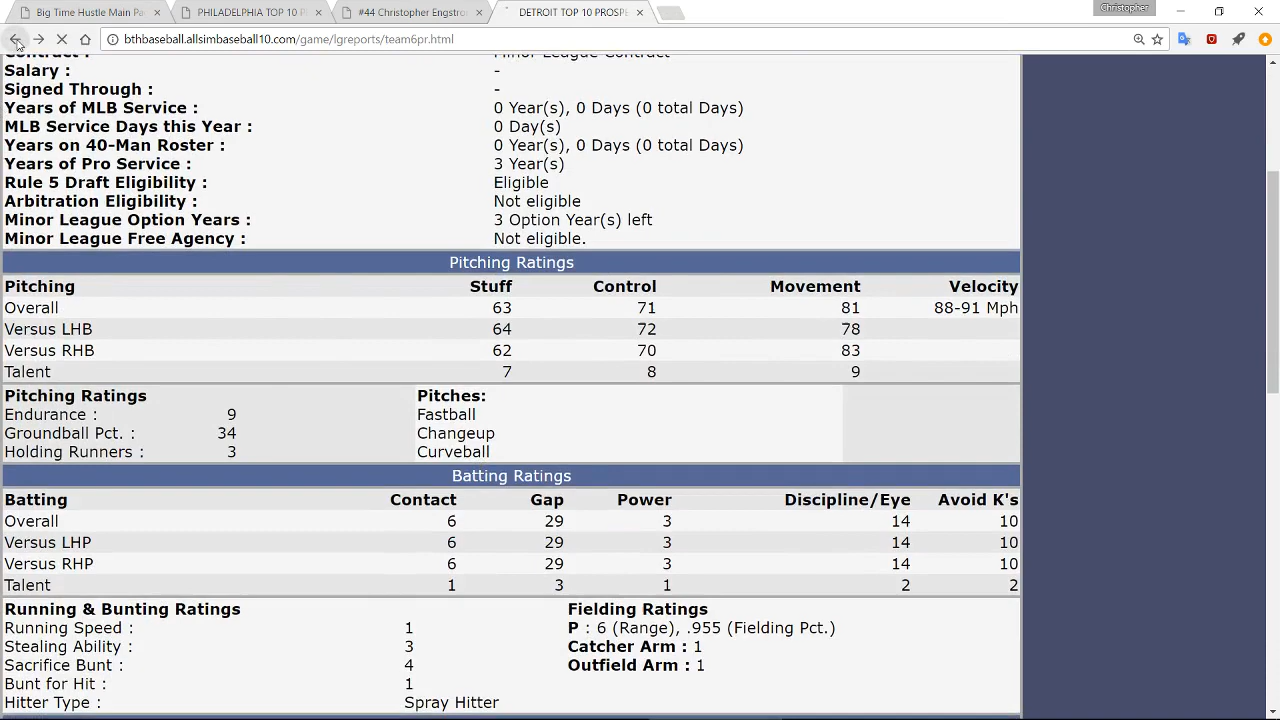 Big Time Hustle Main Pa
PHILADELPHIA TOP 10 P
#44 Christopher Engstro
DETROIT TOP 10 PROSPE
Christopher
bthbaseball.allsimbaseball10.com/game/lgreports/team6pr.html
Contract : Minor League Contract
Salary : -
Signed Through : -
Years of MLB Service : 0 Year(s), 0 Days (0 total Days)
MLB Service Days this Year : 0 Day(s)
Years on 40-Man Roster : 0 Year(s), 0 Days (0 total Days)
Years of Pro Service : 3 Year(s)
Rule 5 Draft Eligibility : Eligible
Arbitration Eligibility : Not eligible
Minor League Option Years : 3 Option Year(s) left
Minor League Free Agency : Not eligible.
Pitching Ratings
Pitching Stuff Control Movement Velocity
Overall 63 71 81 88-91 Mph
Versus LHB 64 72 78
Versus RHB 62 70 83
Talent 7 8 9
Pitching Ratings Pitches:
Endurance : 9 Fastball
Groundball Pct. : 34 Changeup
Holding Runners : 3 Curveball
Batting Ratings
Batting Contact Gap Power Discipline/Eye Avoid K's
Overall 6 29 3 14 10
Versus LHP 6 29 3 14 10
Versus RHP 6 29 3 14 10
Talent 1 3 1 2 2
Running & Bunting Ratings Fielding Ratings
Running Speed : 1 P : 6 (Range), .955 (Fielding Pct.)
Stealing Ability : 3 Catcher Arm : 1
Sacrifice Bunt : 4 Outfield Arm : 1
Bunt for Hit : 1
Hitter Type : Spray Hitter